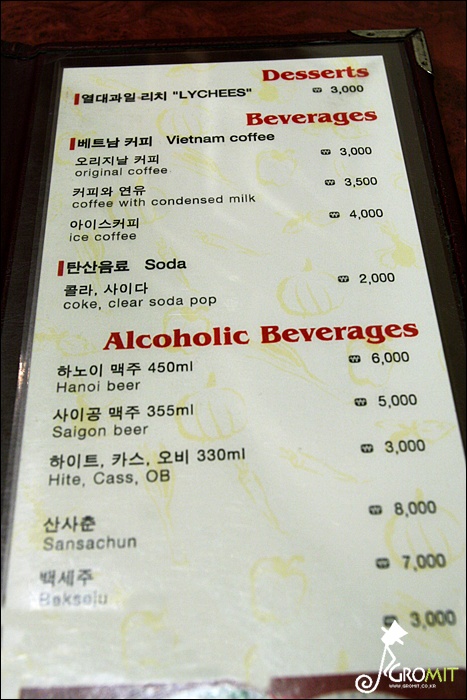 Desserts
열대과일 리치 "LYCHEES" ₩ 3,000
Beverages
베트남 커피 Vietnam coffee
오리지날 커피 ₩ 3,000
original coffee
커피와 연유 ₩ 3,500
coffee with condensed milk
아이스커피 ₩ 4,000
ice coffee
탄산음료 Soda
콜라, 사이다 ₩ 2,000
coke, clear soda pop
Alcoholic Beverages
하노이 맥주 450ml ₩ 6,000
Hanoi beer
사이공 맥주 355ml ₩ 5,000
Saigon beer
하이트, 카스, 오비 330ml ₩ 3,000
Hite, Cass, OB
산사춘 ₩ 8,000
Sansachun
백세주 ₩ 7,000
Bekseju
₩ 3,000
GROMIT
WWW.GROMIT.CO.KR